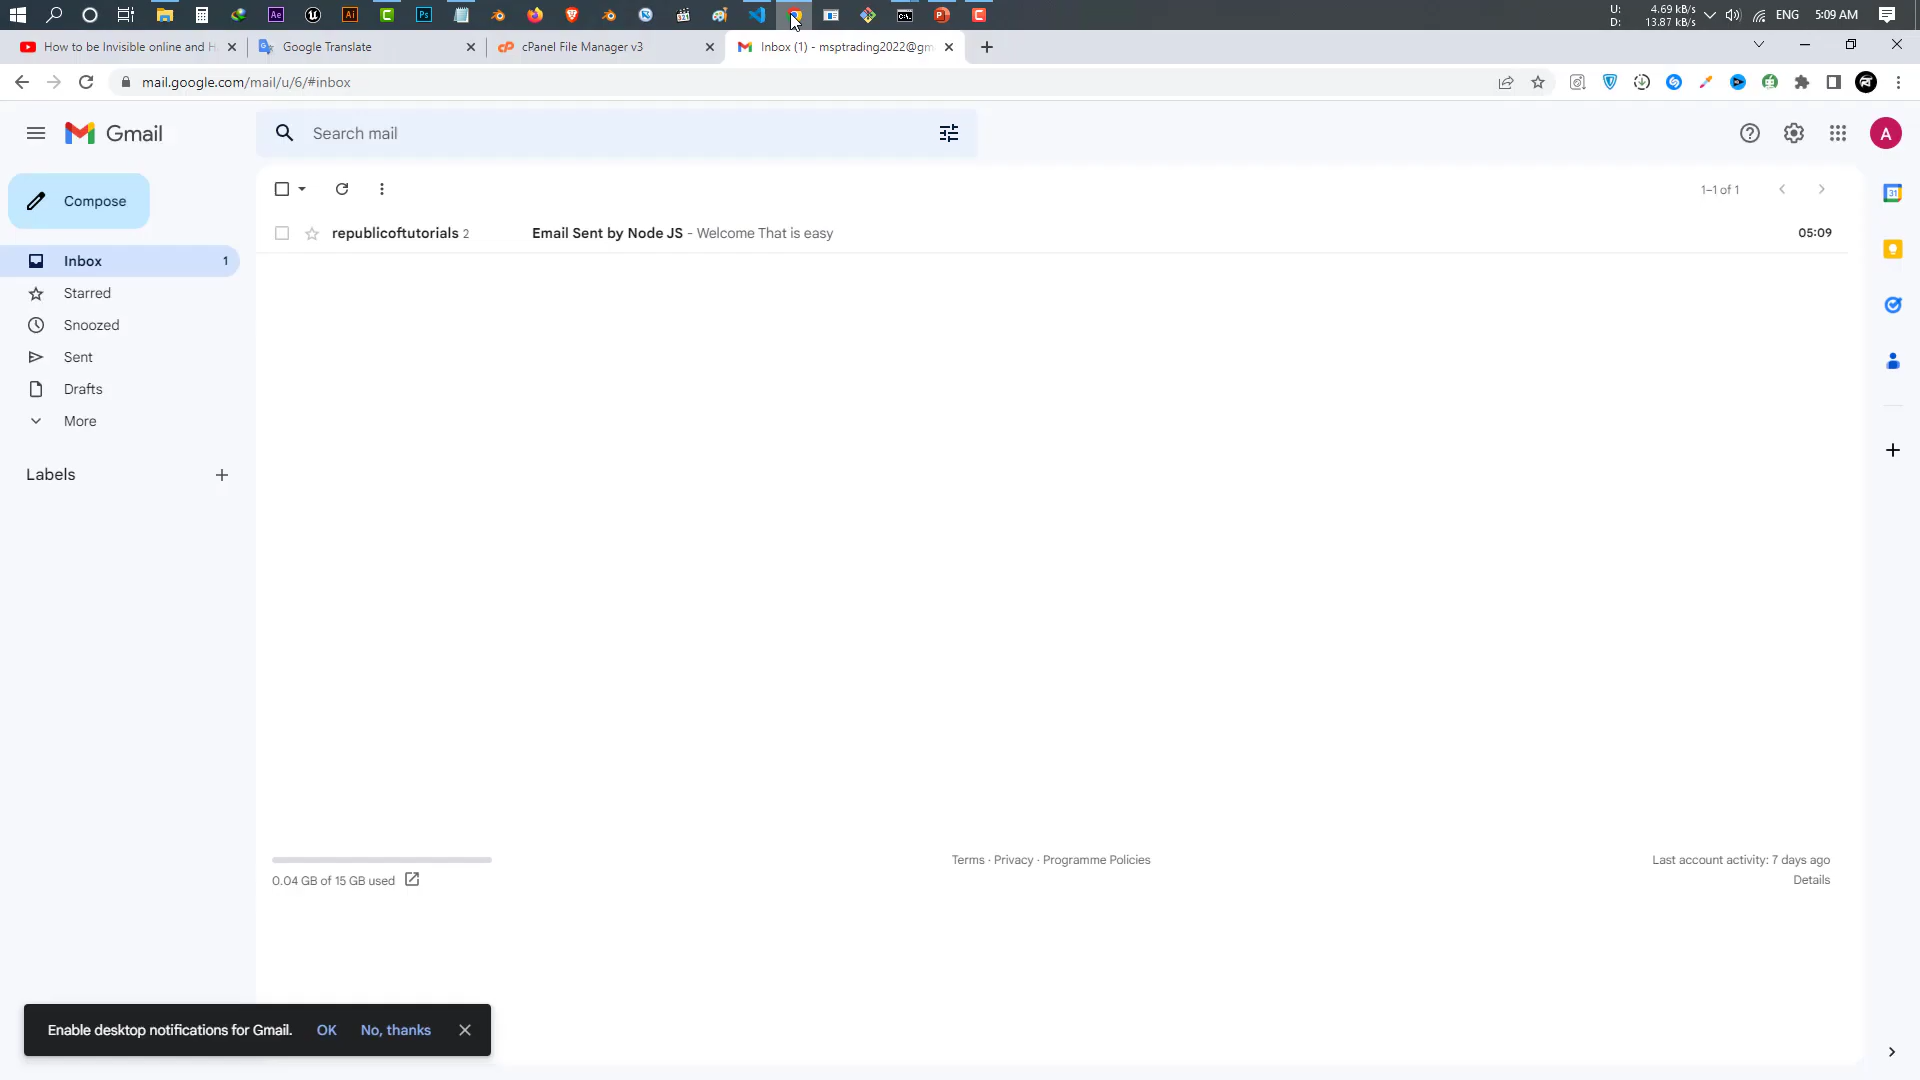 U: 4.69 kB/s
D: 13.87 kB/s
ENG
5:09 AM
How to be Invisible online and H
Google Translate
cPanel File Manager v3
Inbox (1) - msptrading2022@gm
mail.google.com/mail/u/6/#inbox
Gmail
Search mail
A
Compose
1–1 of 1
republicoftutorials 2
Email Sent by Node JS - Welcome That is easy
05:09
Inbox
1
Starred
Snoozed
Sent
Drafts
More
Labels
0.04 GB of 15 GB used
Terms · Privacy · Programme Policies
Last account activity: 7 days ago
Details
Enable desktop notifications for Gmail.
OK
No, thanks